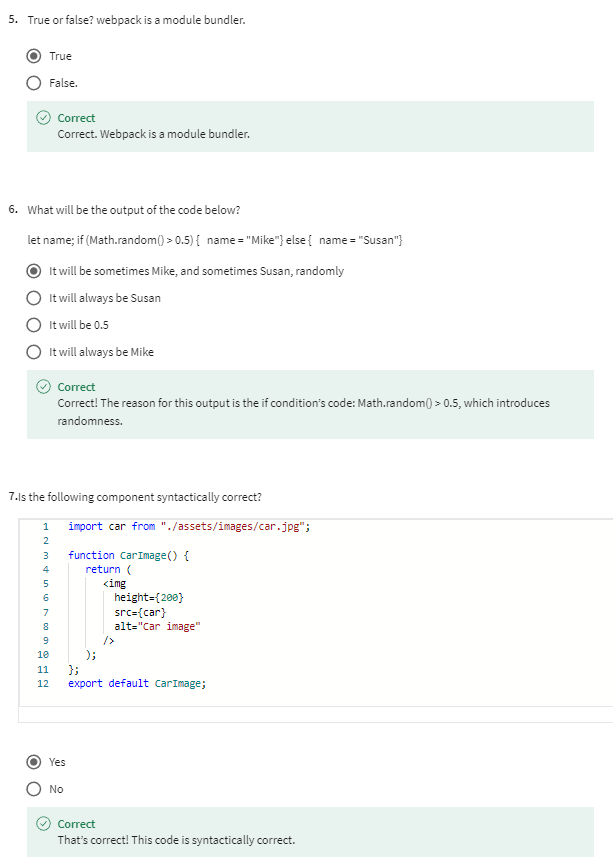 5. True or false? webpack is a module bundler.
True
False.
Correct
Correct. Webpack is a module bundler.
6. What will be the output of the code below?
let name; if (Math.random() > 0.5) { name = "Mike"} else { name = "Susan"}
It will be sometimes Mike, and sometimes Susan, randomly
It will always be Susan
It will be 0.5
It will always be Mike
Correct
Correct! The reason for this output is the if condition's code: Math.random() > 0.5, which introduces
randomness.
7.Is the following component syntactically correct?
1 import car from "./assets/images/car.jpg";
2
3 function CarImage() {
4 return (
5 <img
6 height={200}
7 src={car}
8 alt="Car image"
9 />
10 );
11 };
12 export default CarImage;
Yes
No
Correct
That's correct! This code is syntactically correct.